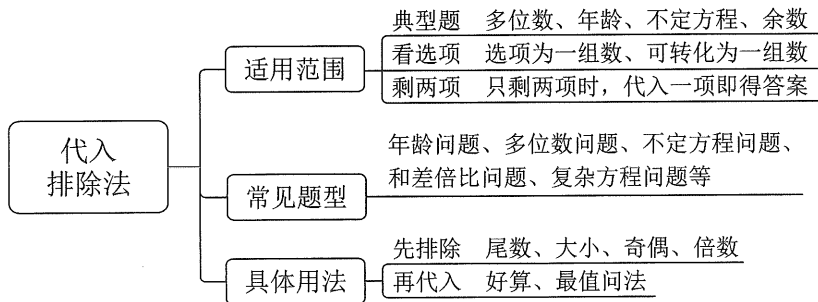 代入
排除法
适用范围
典型题 多位数、年龄、不定方程、余数
看选项 选项为一组数、可转化为一组数
剩两项 只剩两项时，代入一项即得答案
常见题型
年龄问题、多位数问题、不定方程问题、
和差倍比问题、复杂方程问题等
具体用法
先排除 尾数、大小、奇偶、倍数
再代入 好算、最值问法